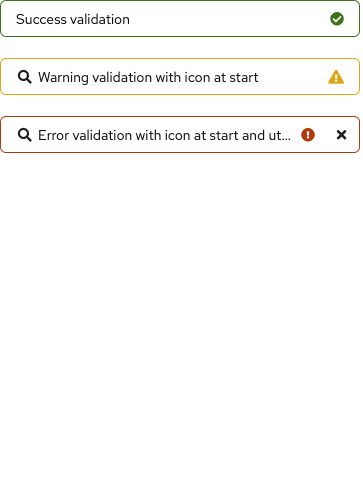 Success validation
Warning validation with icon at start
Error validation with icon at start and ut...